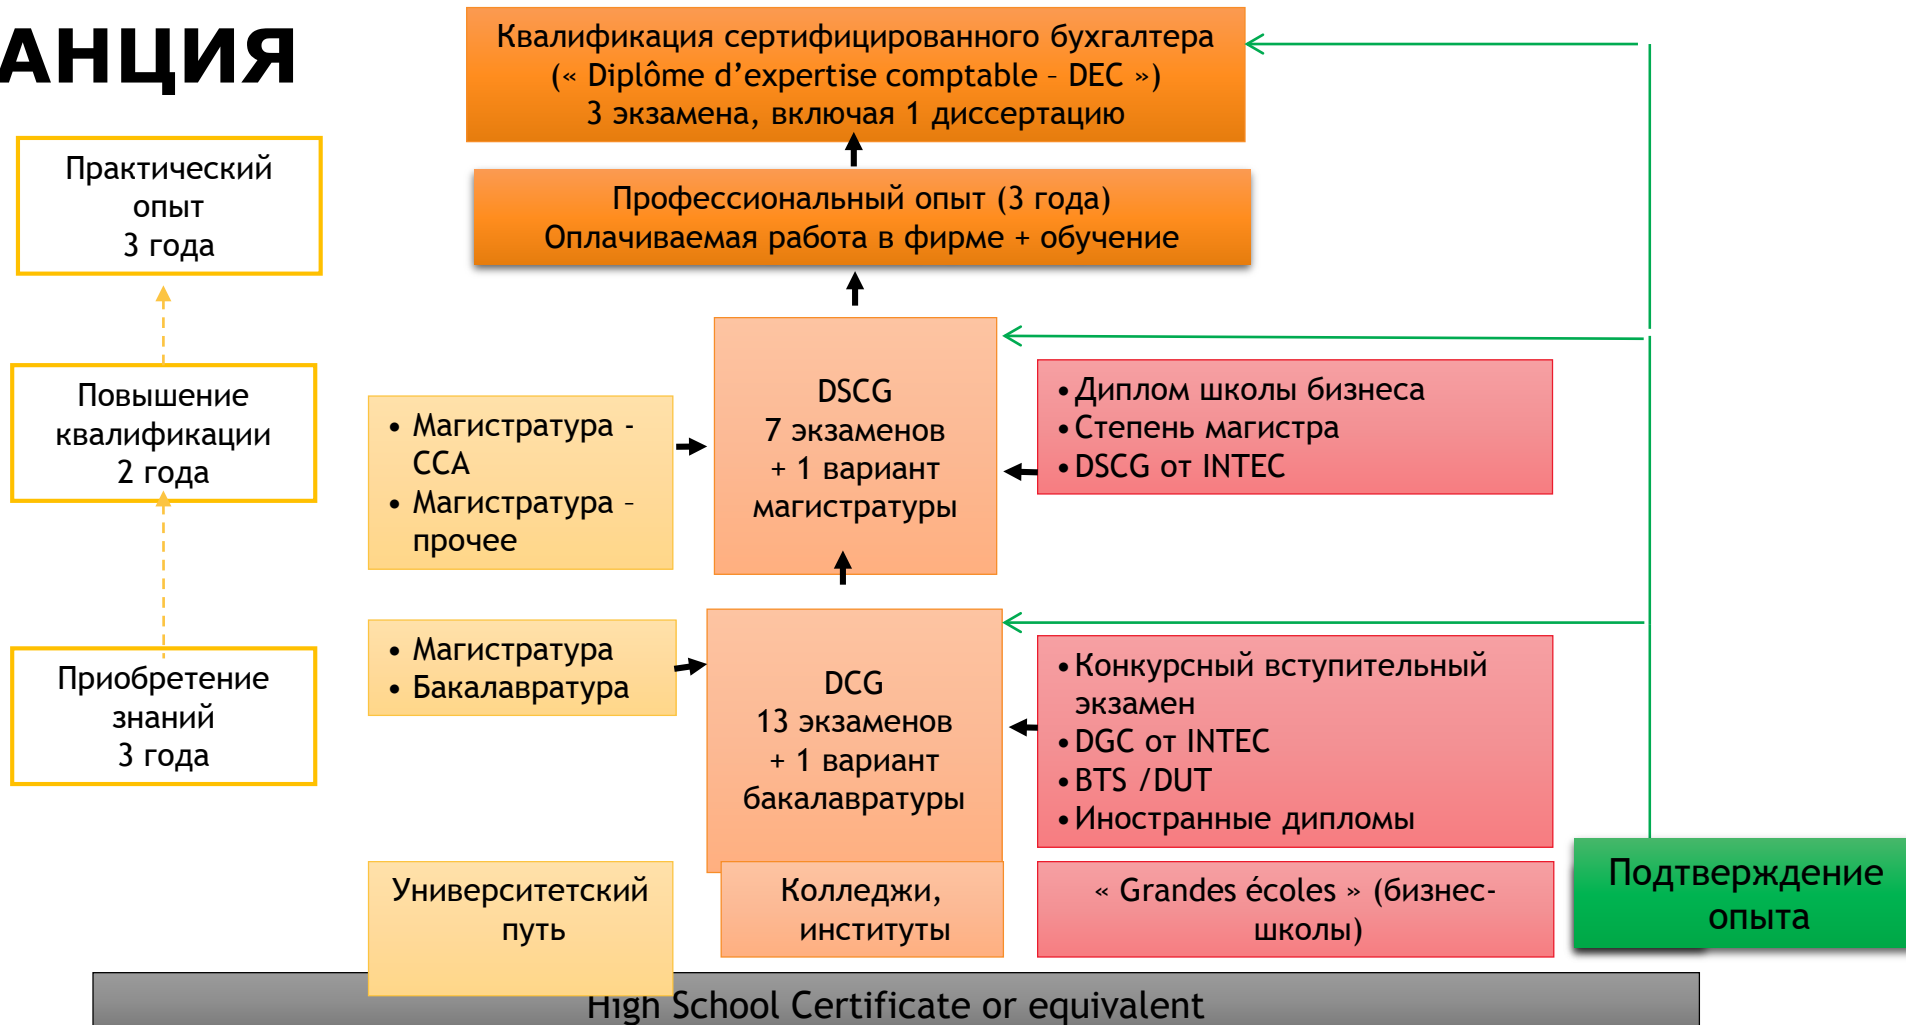 АНЦИЯ
Квалификация сертифицированного бухгалтера
(« Diplôme d’expertise comptable – DEC »)
3 экзамена, включая 1 диссертацию
Практический
опыт
3 года
Профессиональный опыт (3 года)
Оплачиваемая работа в фирме + обучение
Повышение
квалификации
2 года
• Магистратура -
ССА
• Магистратура –
прочее
DSCG
7 экзаменов
+ 1 вариант
магистратуры
• Диплом школы бизнеса
• Степень магистра
• DSCG от INTEC
Приобретение
знаний
3 года
• Магистратура
• Бакалавратура
DCG
13 экзаменов
+ 1 вариант
бакалавратуры
• Конкурсный вступительный
экзамен
• DGC от INTEC
• BTS /DUT
• Иностранные дипломы
Университетский
путь
Колледжи,
институты
« Grandes écoles » (бизнес-
школы)
Подтверждение
опыта
High School Certificate or equivalent